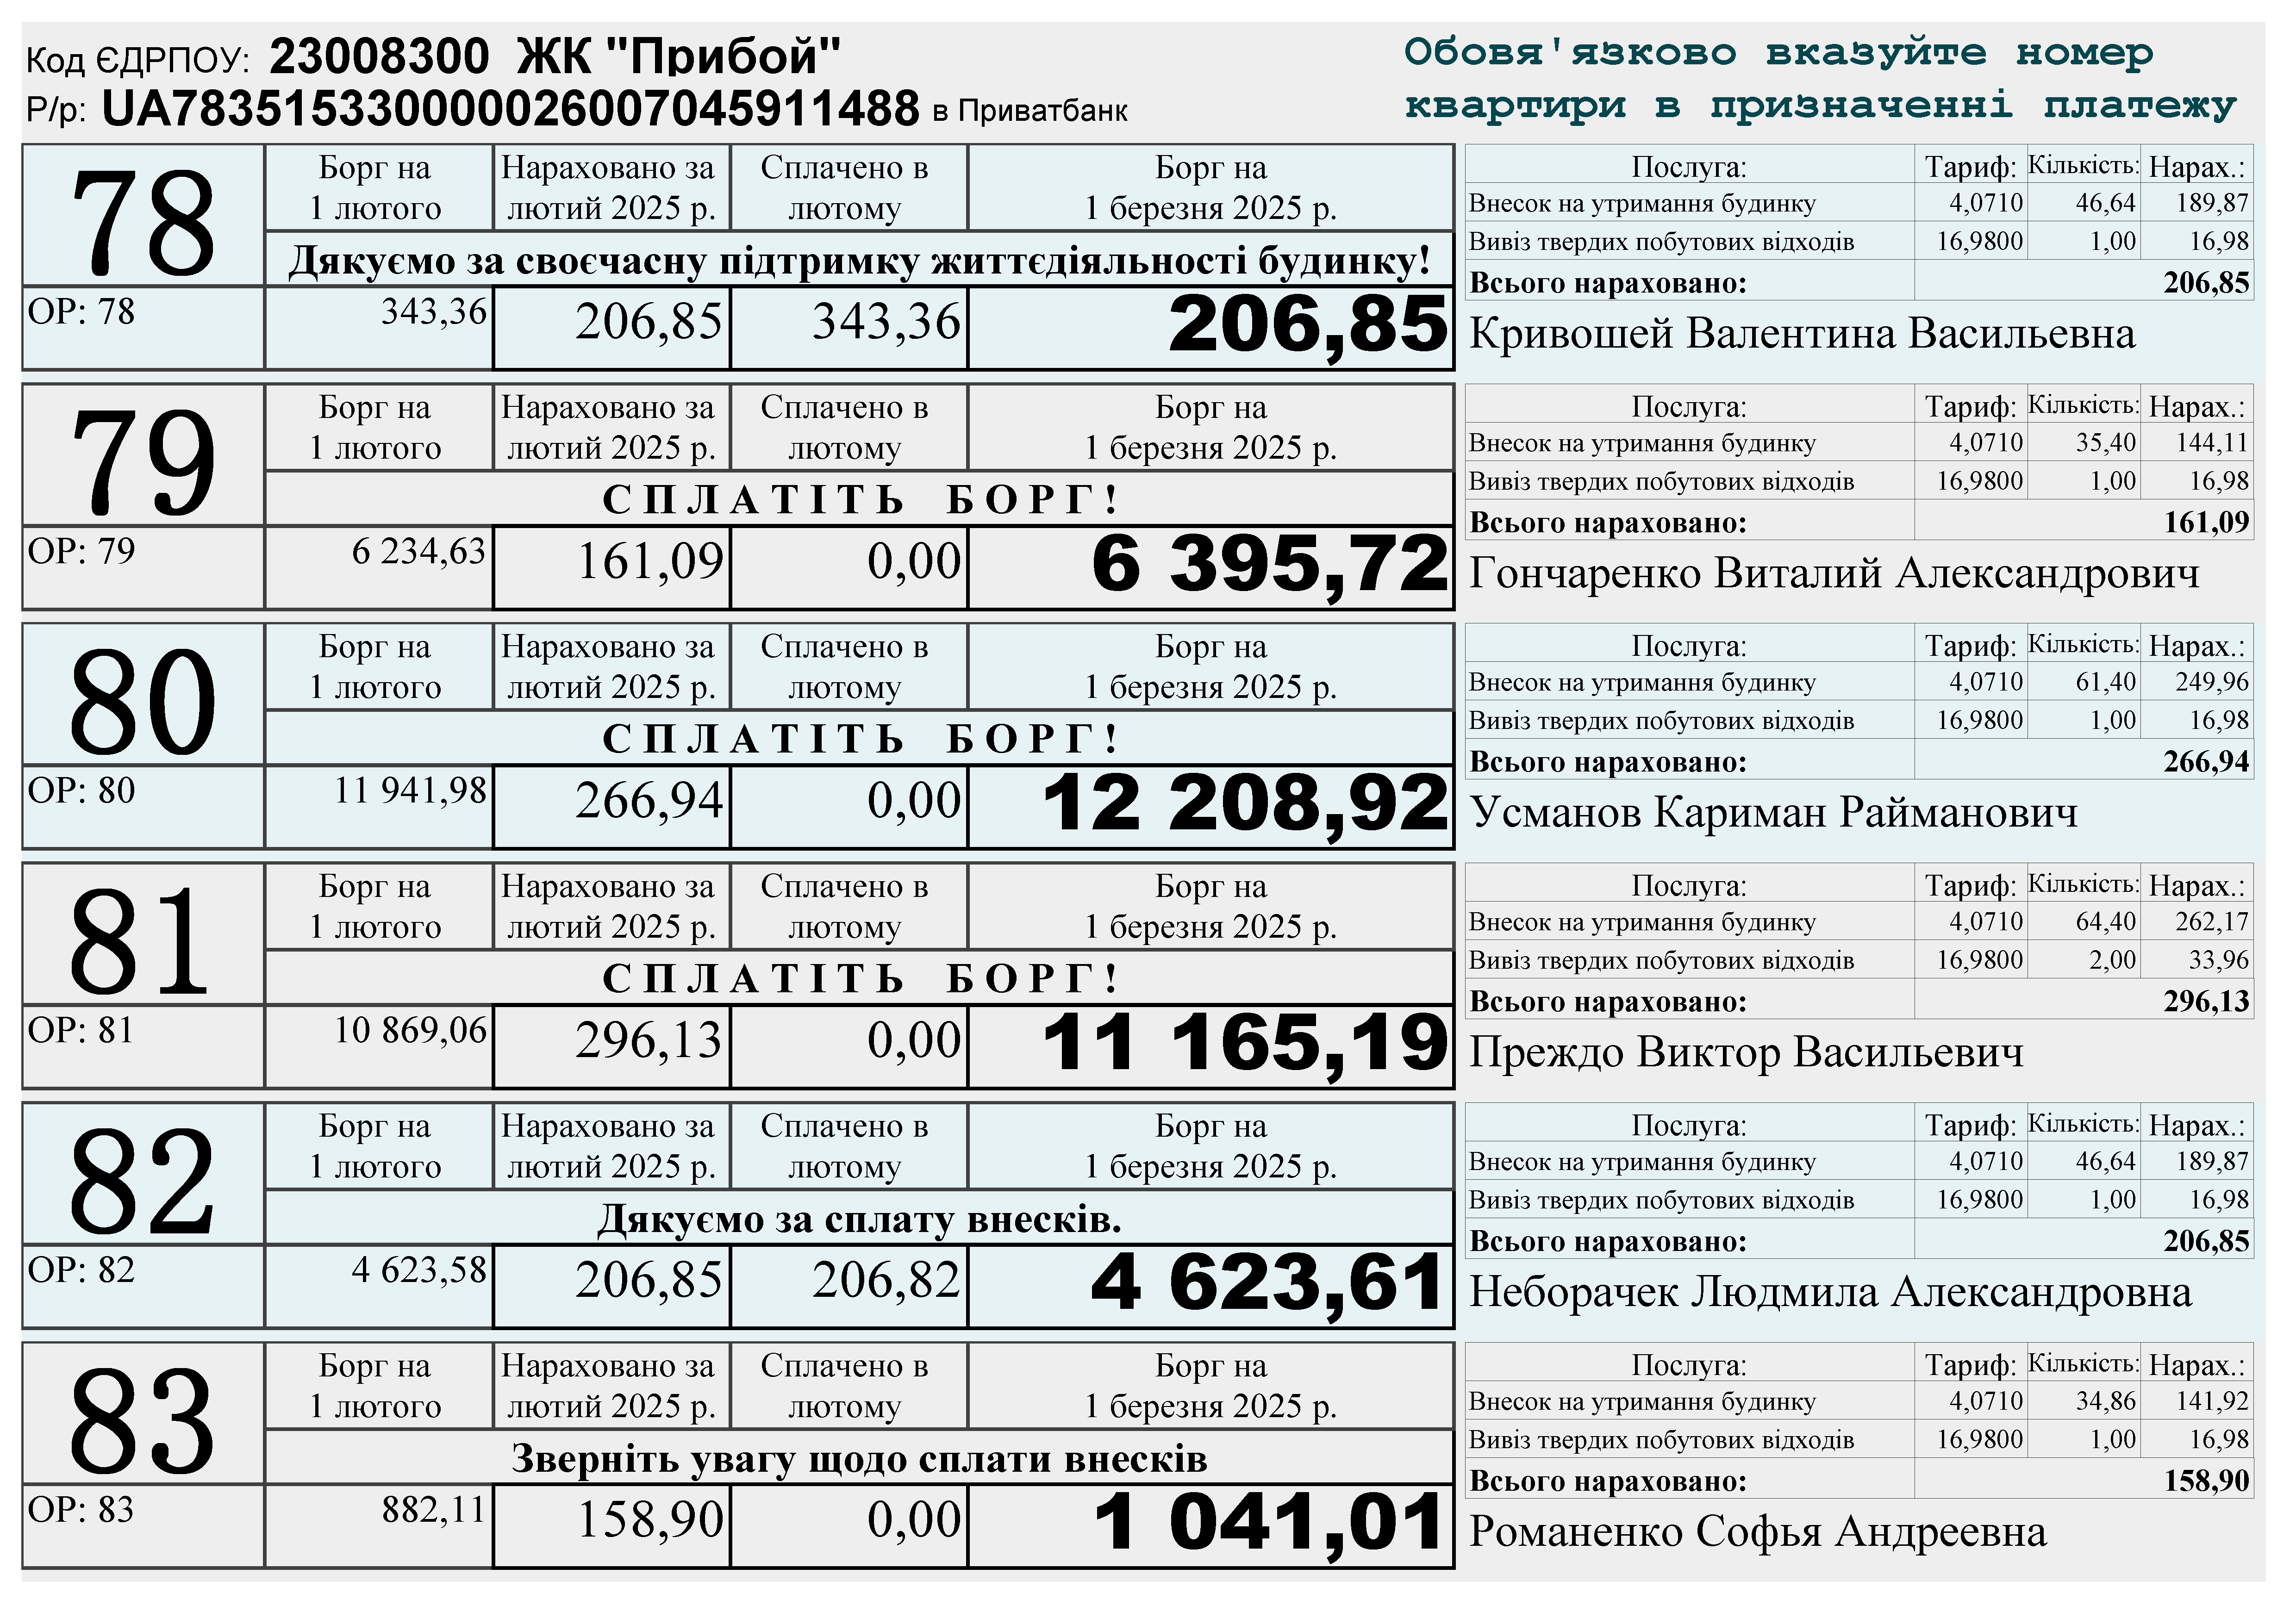 Код ЄДРПОУ: 23008300 ЖК "Прибой"
Р/р: UA783515330000026007045911488 в Приватбанк
Обовя'язково вказуйте номер
квартири в призначенні платежу
78
Борг на 1 лютого
Нараховано за лютий 2025 р.
Сплачено в лютому
Борг на 1 березня 2025 р.
Дякуємо за своєчасну підтримку життєдіяльності будинку!
ОР: 78 343,36 206,85 343,36 206,85
Послуга: Тариф: Кількість: Нарах.:
Внесок на утримання будинку 4,0710 46,64 189,87
Вивіз твердих побутових відходів 16,9800 1,00 16,98
Всього нараховано: 206,85
Кривошей Валентина Васильевна
79
Борг на 1 лютого
Нараховано за лютий 2025 р.
Сплачено в лютому
Борг на 1 березня 2025 р.
СПЛАТІТЬ БОРГ!
ОР: 79 6 234,63 161,09 0,00 6 395,72
Послуга: Тариф: Кількість: Нарах.:
Внесок на утримання будинку 4,0710 35,40 144,11
Вивіз твердих побутових відходів 16,9800 1,00 16,98
Всього нараховано: 161,09
Гончаренко Виталий Александрович
80
Борг на 1 лютого
Нараховано за лютий 2025 р.
Сплачено в лютому
Борг на 1 березня 2025 р.
СПЛАТІТЬ БОРГ!
ОР: 80 11 941,98 266,94 0,00 12 208,92
Послуга: Тариф: Кількість: Нарах.:
Внесок на утримання будинку 4,0710 61,40 249,96
Вивіз твердих побутових відходів 16,9800 1,00 16,98
Всього нараховано: 266,94
Усманов Кариман Райманович
81
Борг на 1 лютого
Нараховано за лютий 2025 р.
Сплачено в лютому
Борг на 1 березня 2025 р.
СПЛАТІТЬ БОРГ!
ОР: 81 10 869,06 296,13 0,00 11 165,19
Послуга: Тариф: Кількість: Нарах.:
Внесок на утримання будинку 4,0710 64,40 262,17
Вивіз твердих побутових відходів 16,9800 2,00 33,96
Всього нараховано: 296,13
Преждо Виктор Васильевич
82
Борг на 1 лютого
Нараховано за лютий 2025 р.
Сплачено в лютому
Борг на 1 березня 2025 р.
Дякуємо за сплату внесків.
ОР: 82 4 623,58 206,85 206,82 4 623,61
Послуга: Тариф: Кількість: Нарах.:
Внесок на утримання будинку 4,0710 46,64 189,87
Вивіз твердих побутових відходів 16,9800 1,00 16,98
Всього нараховано: 206,85
Неборачек Людмила Александровна
83
Борг на 1 лютого
Нараховано за лютий 2025 р.
Сплачено в лютому
Борг на 1 березня 2025 р.
Зверніть увагу щодо сплати внесків
ОР: 83 882,11 158,90 0,00 1 041,01
Послуга: Тариф: Кількість: Нарах.:
Внесок на утримання будинку 4,0710 34,86 141,92
Вивіз твердих побутових відходів 16,9800 1,00 16,98
Всього нараховано: 158,90
Романенко Софья Андреевна